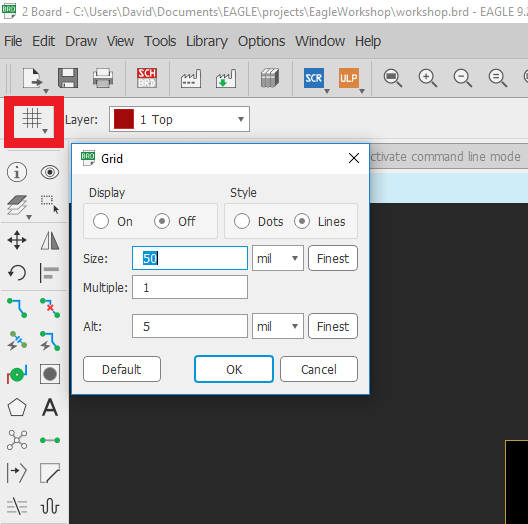 2 Board - C:\Users\David\Documents\EAGLE\projects\EagleWorkshop\workshop.brd - EAGLE 9.2
File Edit Draw View Tools Library Options Window Help
SCH
BRD
SCR ULP
Layer: 1 Top
BRD Grid
ctivate command line mode
Display Style
On Off Dots Lines
Size: 50 mil Finest
Multiple: 1
Alt: 5 mil Finest
Default OK Cancel
A